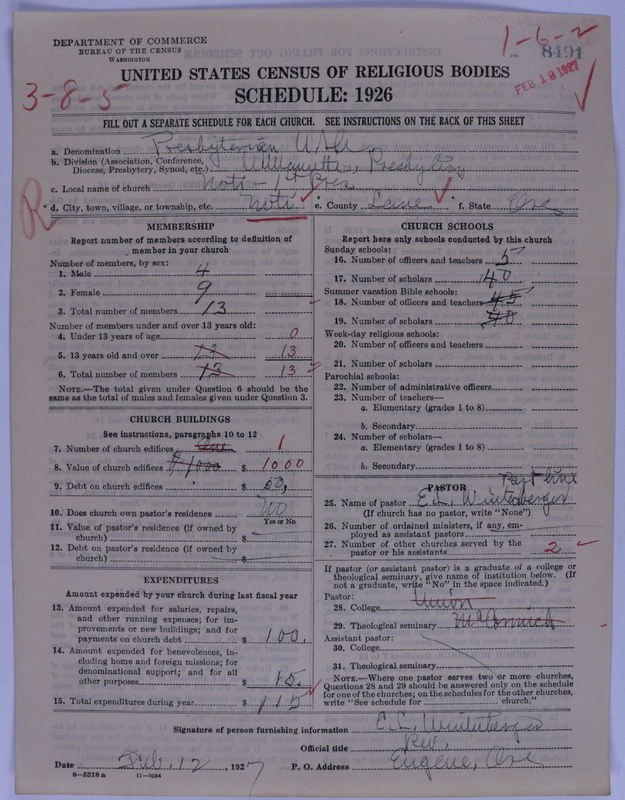 DEPARTMENT OF COMMERCE
BUREAU OF THE CENSUS
WASHINGTON
1-6-2
8491
FEB 18 1927
3-8-5
UNITED STATES CENSUS OF RELIGIOUS BODIES
SCHEDULE: 1926
FILL OUT A SEPARATE SCHEDULE FOR EACH CHURCH. SEE INSTRUCTIONS ON THE BACK OF THIS SHEET
a. Denomination Presbyterian U.S.A.
b. Division (Association, Conference, Diocese, Presbytery, Synod, etc.) Willamette, Presbytery
c. Local name of church Noti - 1st Pres
R
*d. City, town, village, or township, etc. Noti *e. County Lane *f. State Ore
MEMBERSHIP
Report number of members according to definition of
member in your church
Number of members, by sex:
1. Male 4
2. Female 9
3. Total number of members 13
Number of members under and over 13 years old:
4. Under 13 years of age 0
5. 13 years old and over 13 13
6. Total number of members 13 13
NOTE.—The total given under Question 6 should be the
same as the total of males and females given under Question 3.
CHURCH BUILDINGS
See instructions, paragraphs 10 to 12
7. Number of church edifices One 1
8. Value of church edifices $1000 $ 1000
9. Debt on church edifices $ 00,
10. Does church own pastor's residence No
Yes or No
11. Value of pastor's residence (if owned by
church) $
12. Debt on pastor's residence (if owned by
church) $
EXPENDITURES
Amount expended by your church during last fiscal year
13. Amount expended for salaries, repairs,
and other running expenses; for im-
provements or new buildings; and for
payments on church debt $ 100.
14. Amount expended for benevolences, in-
cluding home and foreign missions; for
denominational support; and for all
other purposes $ 15.
15. Total expenditures during year $ 115
CHURCH SCHOOLS
Report here only schools conducted by this church
Sunday schools:
16. Number of officers and teachers 5
17. Number of scholars 40
Summer vacation Bible schools:
18. Number of officers and teachers
19. Number of scholars 40
Week-day religious schools:
20. Number of officers and teachers
21. Number of scholars
Parochial schools:
22. Number of administrative officers
23. Number of teachers—
a. Elementary (grades 1 to 8)
b. Secondary
24. Number of scholars—
a. Elementary (grades 1 to 8)
b. Secondary
PASTOR
part time
25. Name of pastor E.L. Winterberger
(If church has no pastor, write "None")
26. Number of ordained ministers, if any, em-
ployed as assistant pastors
27. Number of other churches served by the
pastor or his assistants 2
If pastor (or assistant pastor) is a graduate of a college or
theological seminary, give name of institution below. (If
not a graduate, write "No" in the space indicated.)
Pastor:
28. College Union
29. Theological seminary McCormick
Assistant pastor:
30. College
31. Theological seminary
NOTE.—Where one pastor serves two or more churches,
Questions 28 and 29 should be answered only on the schedule
for one of the churches; on the schedules for the other churches,
write "See schedule for church."
Signature of person furnishing information E.L. Winterberger
Official title Rev.
Date Feb. 12, 1927 P. O. Address Eugene, Ore
8—5518 a 11—9054